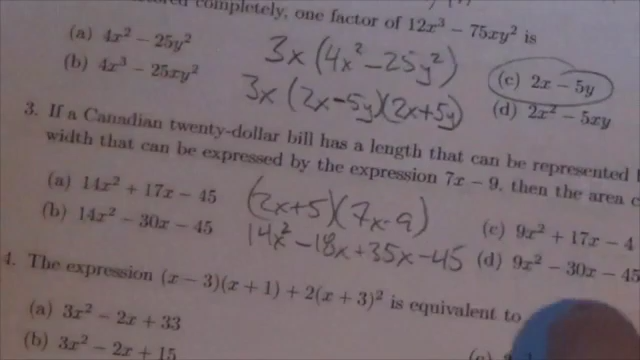 completely, one factor of 12x³ − 75xy² is
(a) 4x² − 25y²
3x(4x² − 25y²)
(b) 4x³ − 25xy²
3x(2x−5y)(2x+5y)
(c) 2x − 5y
(d) 2x² − 5xy
3. If a Canadian twenty-dollar bill has a length that can be represented
width that can be expressed by the expression 7x − 9, then the area
(a) 14x² + 17x − 45
(2x+5)(7x−9)
(b) 14x² − 30x − 45
14x² − 18x + 35x − 45
(c) 9x² + 17x − 4
(d) 9x² − 30x − 45
4. The expression (x − 3)(x + 1) + 2(x + 3)² is equivalent to
(a) 3x² − 2x + 33
(b) 3x² − 2x + 15